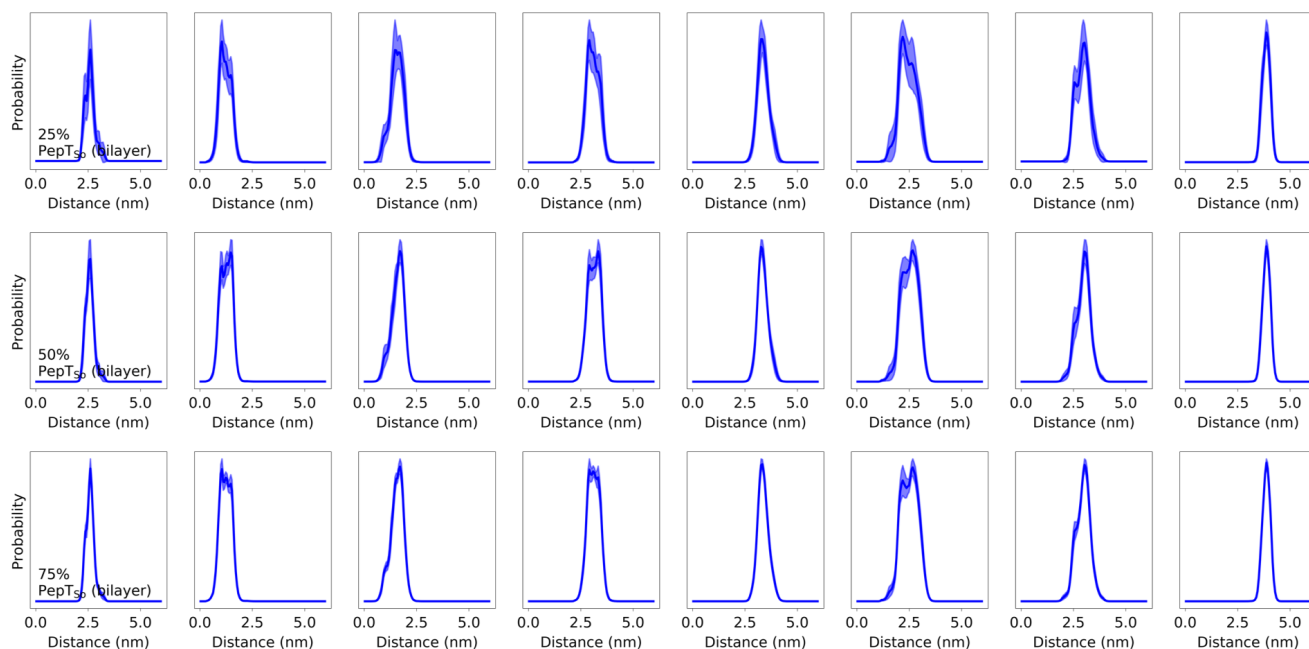 Probability
25%
PepTSo (bilayer)
0.0 2.5 5.0 0.0 2.5 5.0 0.0 2.5 5.0 0.0 2.5 5.0 0.0 2.5 5.0 0.0 2.5 5.0 0.0 2.5 5.0 0.0 2.5 5.0
Distance (nm) Distance (nm) Distance (nm) Distance (nm) Distance (nm) Distance (nm) Distance (nm) Distance (nm)
Probability
50%
PepTSo (bilayer)
0.0 2.5 5.0 0.0 2.5 5.0 0.0 2.5 5.0 0.0 2.5 5.0 0.0 2.5 5.0 0.0 2.5 5.0 0.0 2.5 5.0 0.0 2.5 5.0
Distance (nm) Distance (nm) Distance (nm) Distance (nm) Distance (nm) Distance (nm) Distance (nm) Distance (nm)
Probability
75%
PepTSo (bilayer)
0.0 2.5 5.0 0.0 2.5 5.0 0.0 2.5 5.0 0.0 2.5 5.0 0.0 2.5 5.0 0.0 2.5 5.0 0.0 2.5 5.0 0.0 2.5 5.0
Distance (nm) Distance (nm) Distance (nm) Distance (nm) Distance (nm) Distance (nm) Distance (nm) Distance (nm)